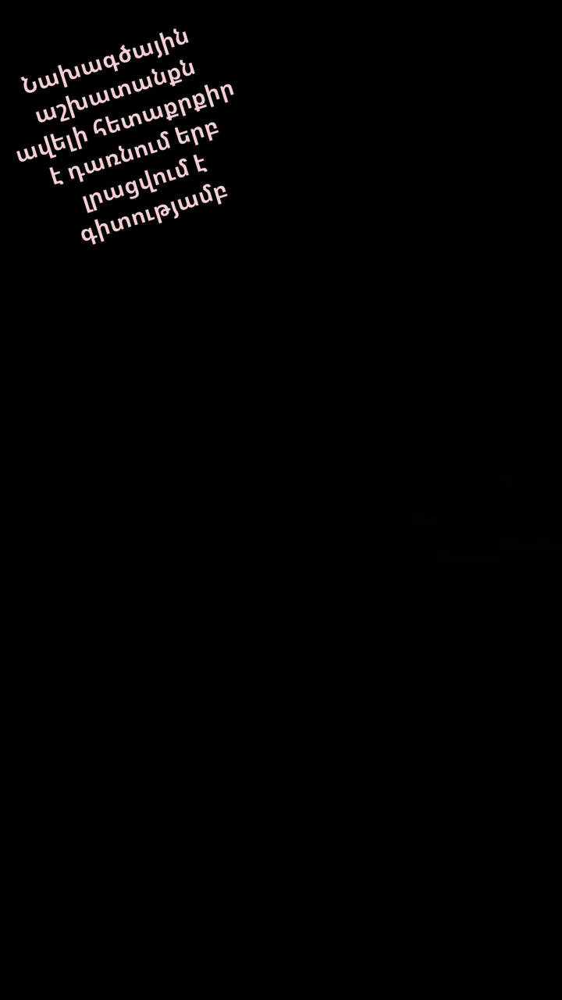 Նախագծային
աշխատանքն
ավելի հետաքրքիր
է դառնում երբ
լրացվում է
գիտությամբ